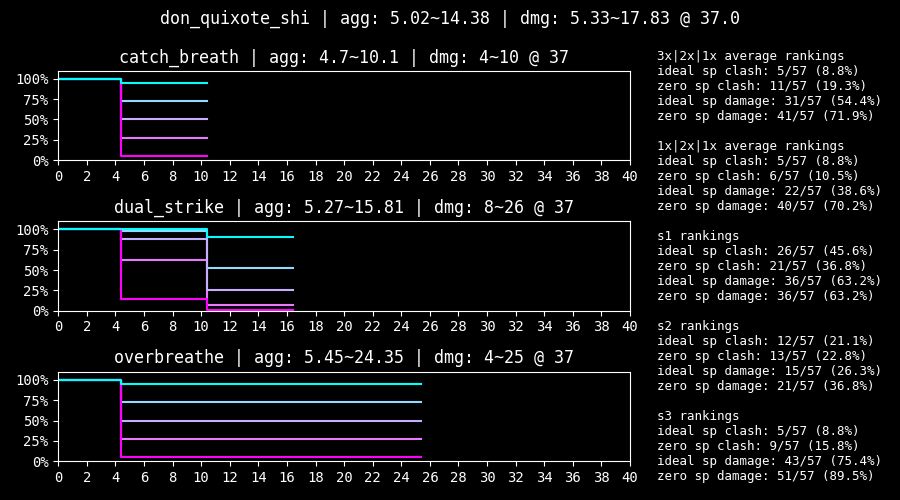 don_quixote_shi | agg: 5.02~14.38 | dmg: 5.33~17.83 @ 37.0
catch_breath | agg: 4.7~10.1 | dmg: 4~10 @ 37
100%
75%
50%
25%
0%
0 2 4 6 8 10 12 14 16 18 20 22 24 26 28 30 32 34 36 38 40
dual_strike | agg: 5.27~15.81 | dmg: 8~26 @ 37
100%
75%
50%
25%
0%
0 2 4 6 8 10 12 14 16 18 20 22 24 26 28 30 32 34 36 38 40
overbreathe | agg: 5.45~24.35 | dmg: 4~25 @ 37
100%
75%
50%
25%
0%
0 2 4 6 8 10 12 14 16 18 20 22 24 26 28 30 32 34 36 38 40
3x|2x|1x average rankings
ideal sp clash: 5/57 (8.8%)
zero sp clash: 11/57 (19.3%)
ideal sp damage: 31/57 (54.4%)
zero sp damage: 41/57 (71.9%)
1x|2x|1x average rankings
ideal sp clash: 5/57 (8.8%)
zero sp clash: 6/57 (10.5%)
ideal sp damage: 22/57 (38.6%)
zero sp damage: 40/57 (70.2%)
s1 rankings
ideal sp clash: 26/57 (45.6%)
zero sp clash: 21/57 (36.8%)
ideal sp damage: 36/57 (63.2%)
zero sp damage: 36/57 (63.2%)
s2 rankings
ideal sp clash: 12/57 (21.1%)
zero sp clash: 13/57 (22.8%)
ideal sp damage: 15/57 (26.3%)
zero sp damage: 21/57 (36.8%)
s3 rankings
ideal sp clash: 5/57 (8.8%)
zero sp clash: 9/57 (15.8%)
ideal sp damage: 43/57 (75.4%)
zero sp damage: 51/57 (89.5%)